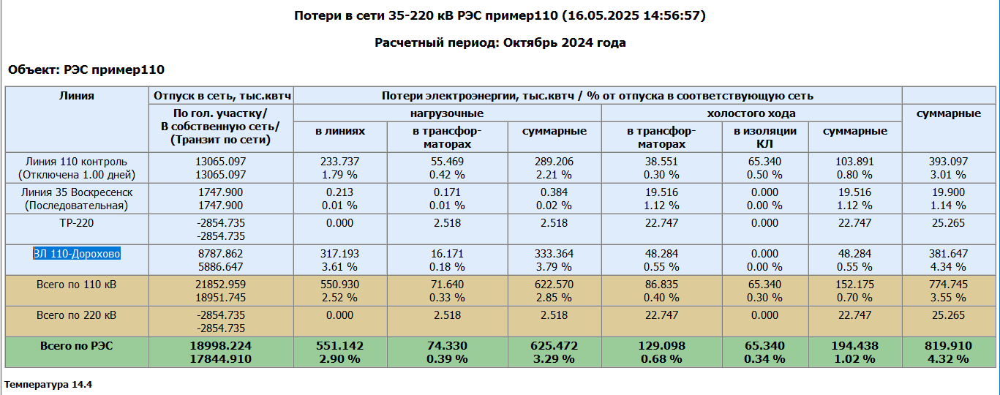 Потери в сети 35-220 кВ РЭС пример110 (16.05.2025 14:56:57)
Расчетный период: Октябрь 2024 года
Объект: РЭС пример110
Линия
Отпуск в сеть, тыс.квтч
Потери электроэнергии, тыс.квтч / % от отпуска в соответствующую сеть
По гол. участку/
В собственную сеть/
(Транзит по сети)
нагрузочные
холостого хода
суммарные
в линиях
в трансфор-
маторах
суммарные
в трансфор-
маторах
в изоляции
КЛ
суммарные
Линия 110 контроль 13065.097 233.737 55.469 289.206 38.551 65.340 103.891 393.097
(Отключена 1.00 дней) 13065.097 1.79 % 0.42 % 2.21 % 0.30 % 0.50 % 0.80 % 3.01 %
Линия 35 Воскресенск 1747.900 0.213 0.171 0.384 19.516 0.000 19.516 19.900
(Последовательная) 1747.900 0.01 % 0.01 % 0.02 % 1.12 % 0.00 % 1.12 % 1.14 %
ТР-220 -2854.735 0.000 2.518 2.518 22.747 0.000 22.747 25.265
-2854.735
ВЛ 110-Дорохово 8787.862 317.193 16.171 333.364 48.284 0.000 48.284 381.647
5886.647 3.61 % 0.18 % 3.79 % 0.55 % 0.00 % 0.55 % 4.34 %
Всего по 110 кВ 21852.959 550.930 71.640 622.570 86.835 65.340 152.175 774.745
18951.745 2.52 % 0.33 % 2.85 % 0.40 % 0.30 % 0.70 % 3.55 %
Всего по 220 кВ -2854.735 0.000 2.518 2.518 22.747 0.000 22.747 25.265
-2854.735
Всего по РЭС 18998.224 551.142 74.330 625.472 129.098 65.340 194.438 819.910
17844.910 2.90 % 0.39 % 3.29 % 0.68 % 0.34 % 1.02 % 4.32 %
Температура 14.4